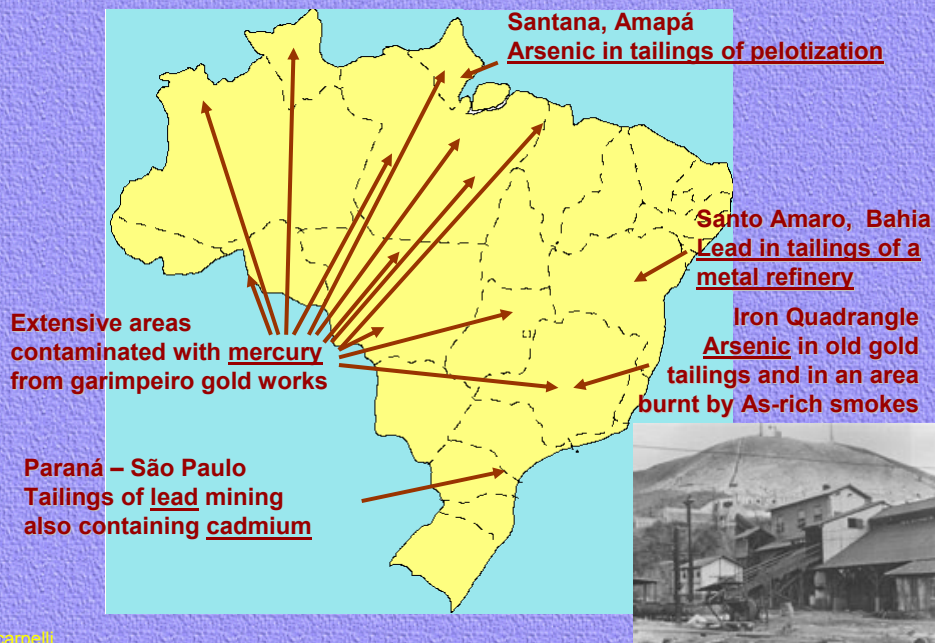 Santana, Amapá
Arsenic in tailings of pelotization
Santo Amaro, Bahia
Lead in tailings of a
metal refinery
Iron Quadrangle
Arsenic in old gold
tailings and in an area
burnt by As-rich smokes
Extensive areas
contaminated with mercury
from garimpeiro gold works
Paraná – São Paulo
Tailings of lead mining
also containing cadmium